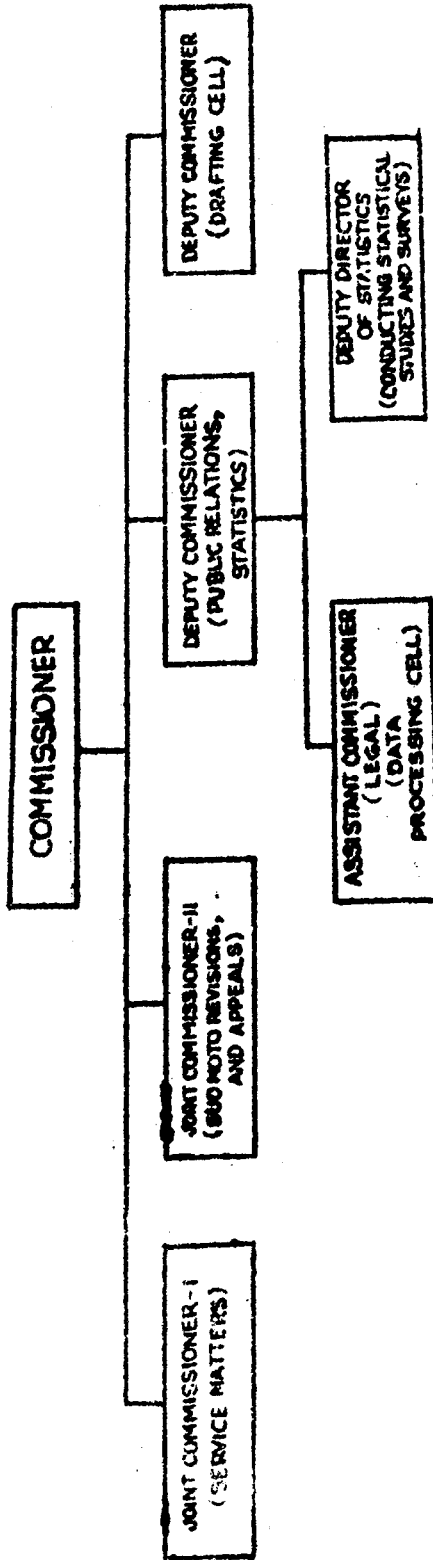 COMMISSIONER
JOINT COMMISSIONER-I
(SERVICE MATTERS)
JOINT COMMISSIONER-II
(SUO MOTO REVISIONS,
AND APPEALS)
DEPUTY COMMISSIONER
(PUBLIC RELATIONS,
STATISTICS)
DEPUTY COMMISSIONER
(DRAFTING CELL)
ASSISTANT COMMISSIONER
(LEGAL)
(DATA
PROCESSING CELL)
DEPUTY DIRECTOR
OF STATISTICS
(CONDUCTING STATISTICAL
STUDIES AND SURVEYS)